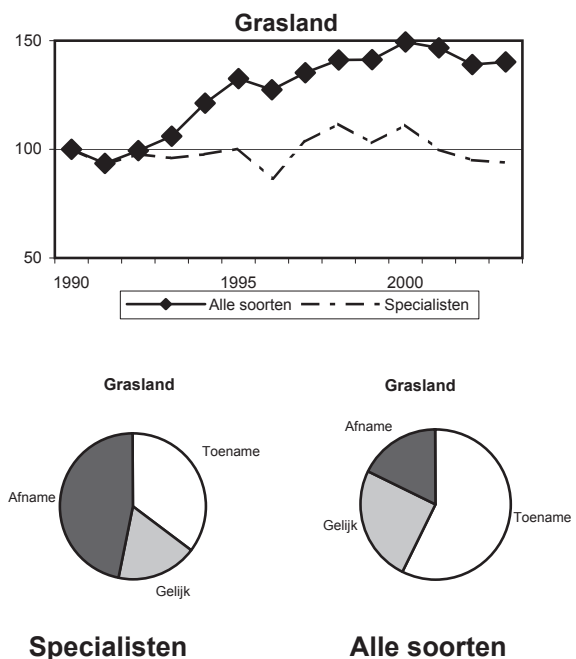 Grasland
150
100
50
1990 1995 2000
Alle soorten Specialisten
Grasland
Toename
Afname
Gelijk
Specialisten
Grasland
Afname
Gelijk
Toename
Alle soorten